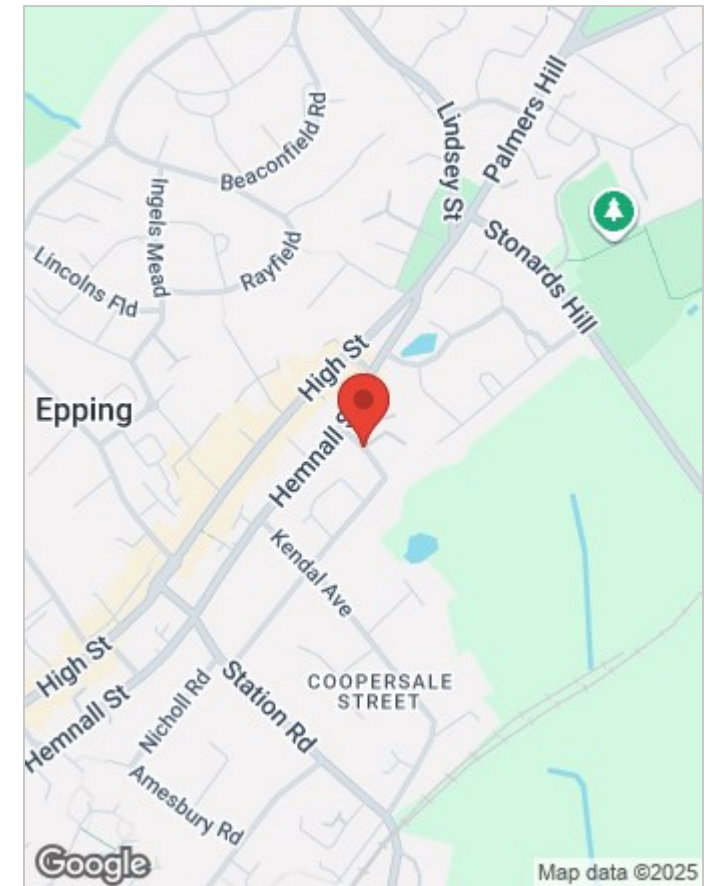 Lindsey St
Palmers Hill
Beaconfield Rd
Ingels Mead
Stonards Hill
Rayfield
Lincolns Fld
High St
Epping
Hemnall S
Kendal Ave
COOPERSALE
STREET
High St
Hemnall St
Nicholl Rd
Station Rd
Amesbury Rd
Google
Map data ©2025